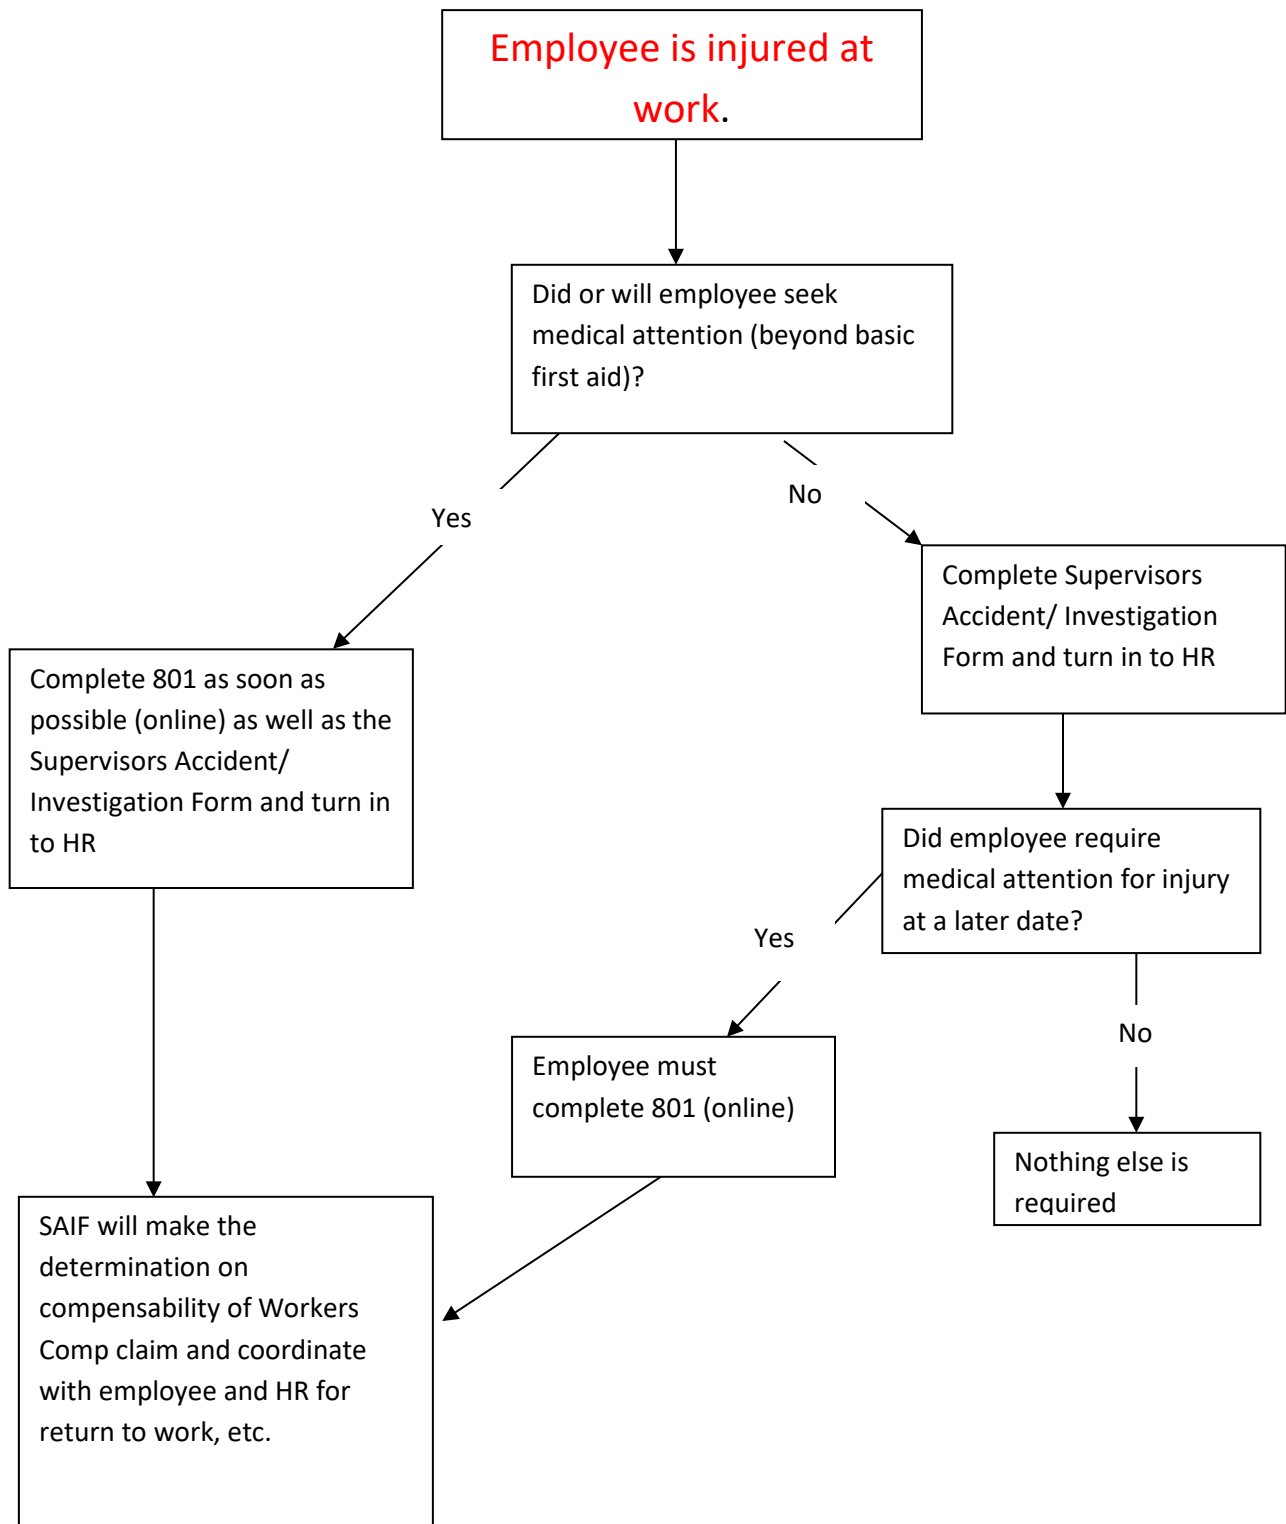 Employee is injured at
work.
Did or will employee seek
medical attention (beyond basic
first aid)?
Yes
No
Complete Supervisors
Accident/ Investigation
Form and turn in to HR
Complete 801 as soon as
possible (online) as well as the
Supervisors Accident/
Investigation Form and turn in
to HR
Did employee require
medical attention for injury
at a later date?
Yes
No
Employee must
complete 801 (online)
Nothing else is
required
SAIF will make the
determination on
compensability of Workers
Comp claim and coordinate
with employee and HR for
return to work, etc.